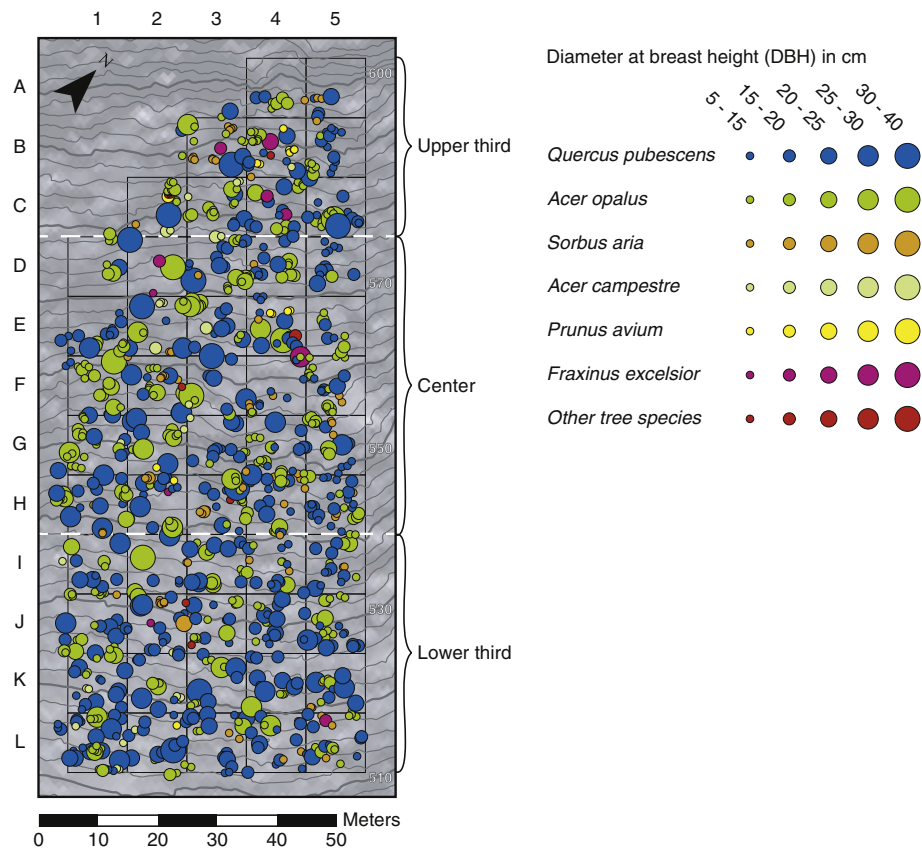 1 2 3 4 5
N
A
B
C
D
E
F
G
H
I
J
K
L
600
570
550
530
510
Upper third
Center
Lower third
Meters
0 10 20 30 40 50
Diameter at breast height (DBH) in cm
5 - 15
15 - 20
20 - 25
25 - 30
30 - 40
Quercus pubescens
Acer opalus
Sorbus aria
Acer campestre
Prunus avium
Fraxinus excelsior
Other tree species